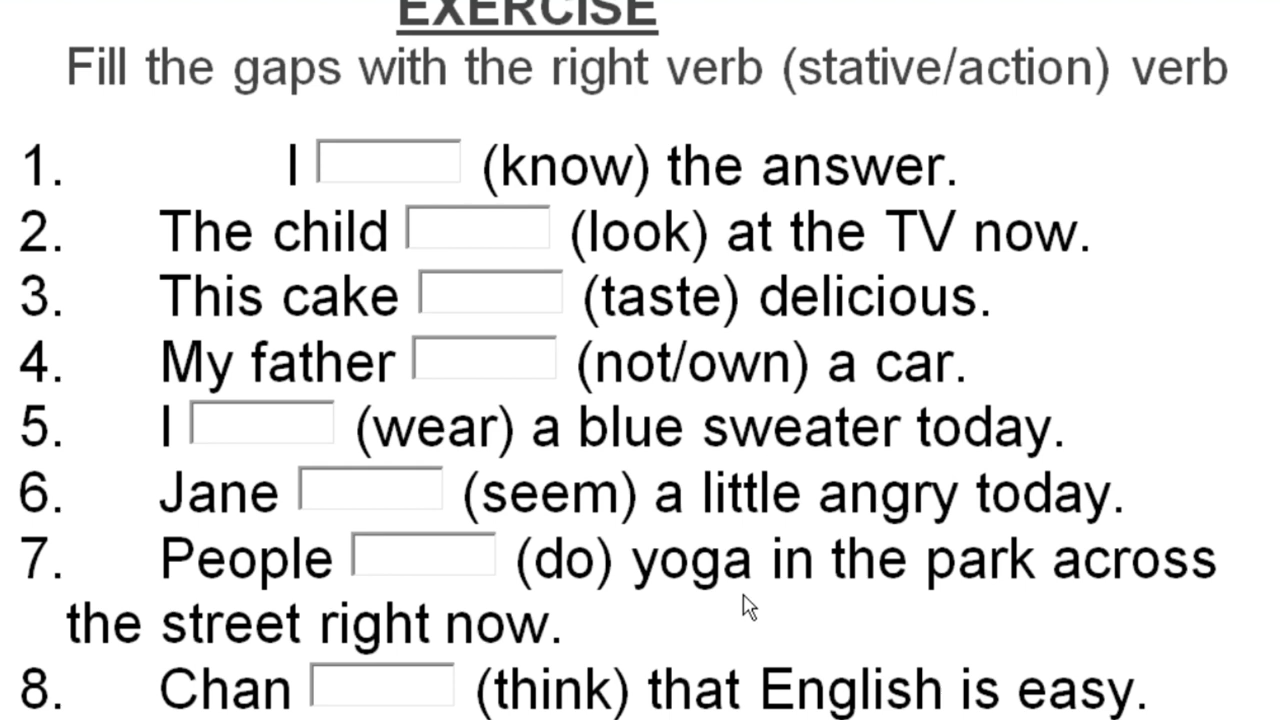 EXERCISE
Fill the gaps with the right verb (stative/action) verb
1. I (know) the answer.
2. The child (look) at the TV now.
3. This cake (taste) delicious.
4. My father (not/own) a car.
5. I (wear) a blue sweater today.
6. Jane (seem) a little angry today.
7. People (do) yoga in the park across
the street right now.
8. Chan (think) that English is easy.